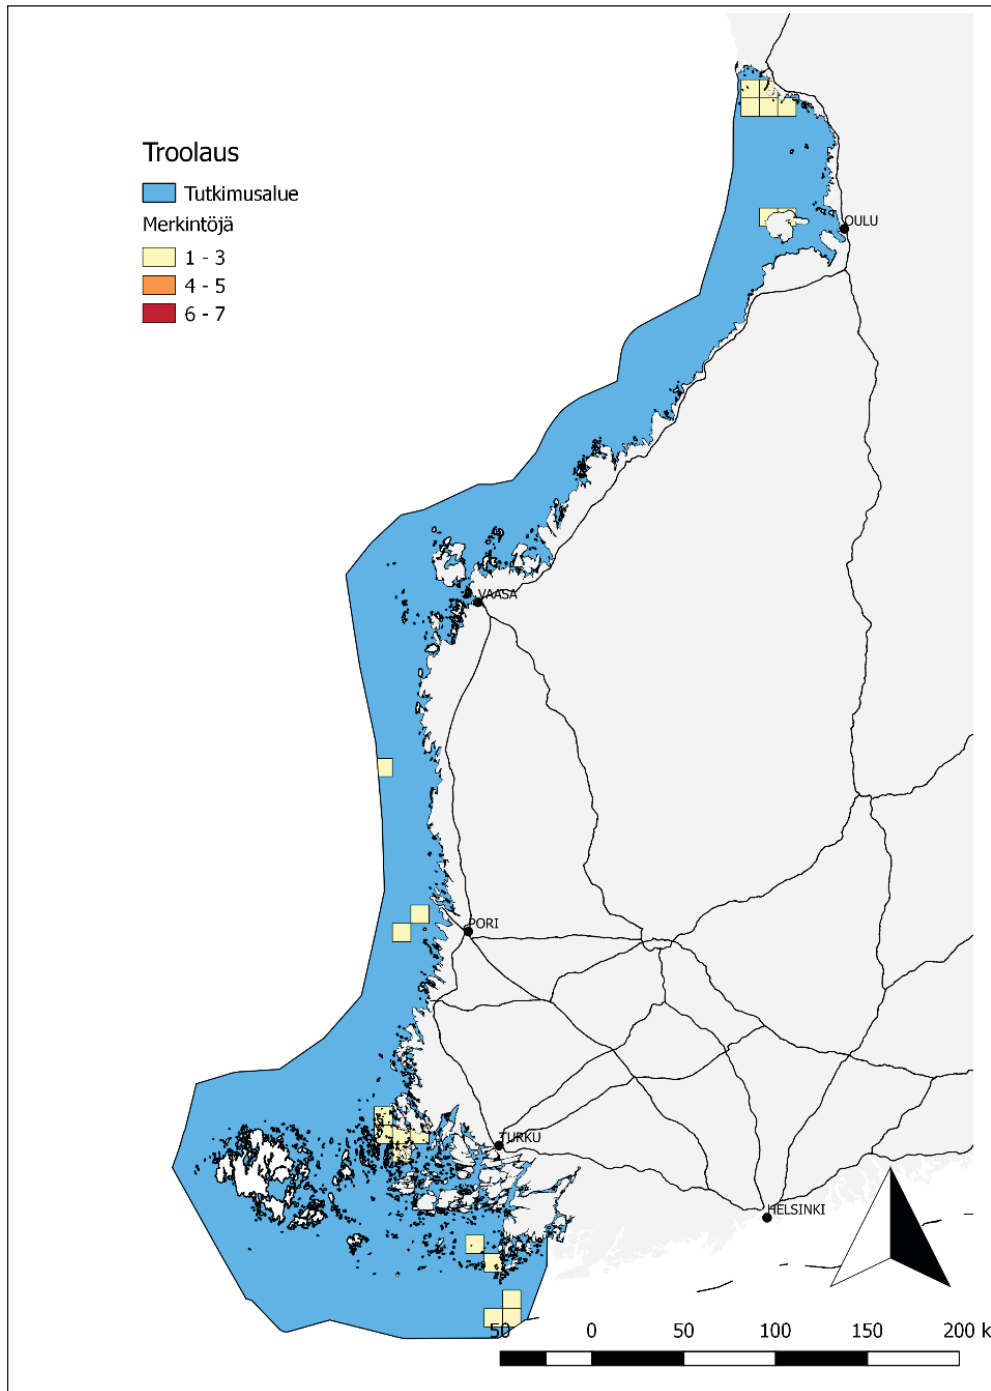 Troolaus
Tutkimusalue
Merkintöjä
1 - 3
4 - 5
6 - 7
OULU
VAASA
PORI
TURKU
HELSINKI
50 0 50 100 150 200 k